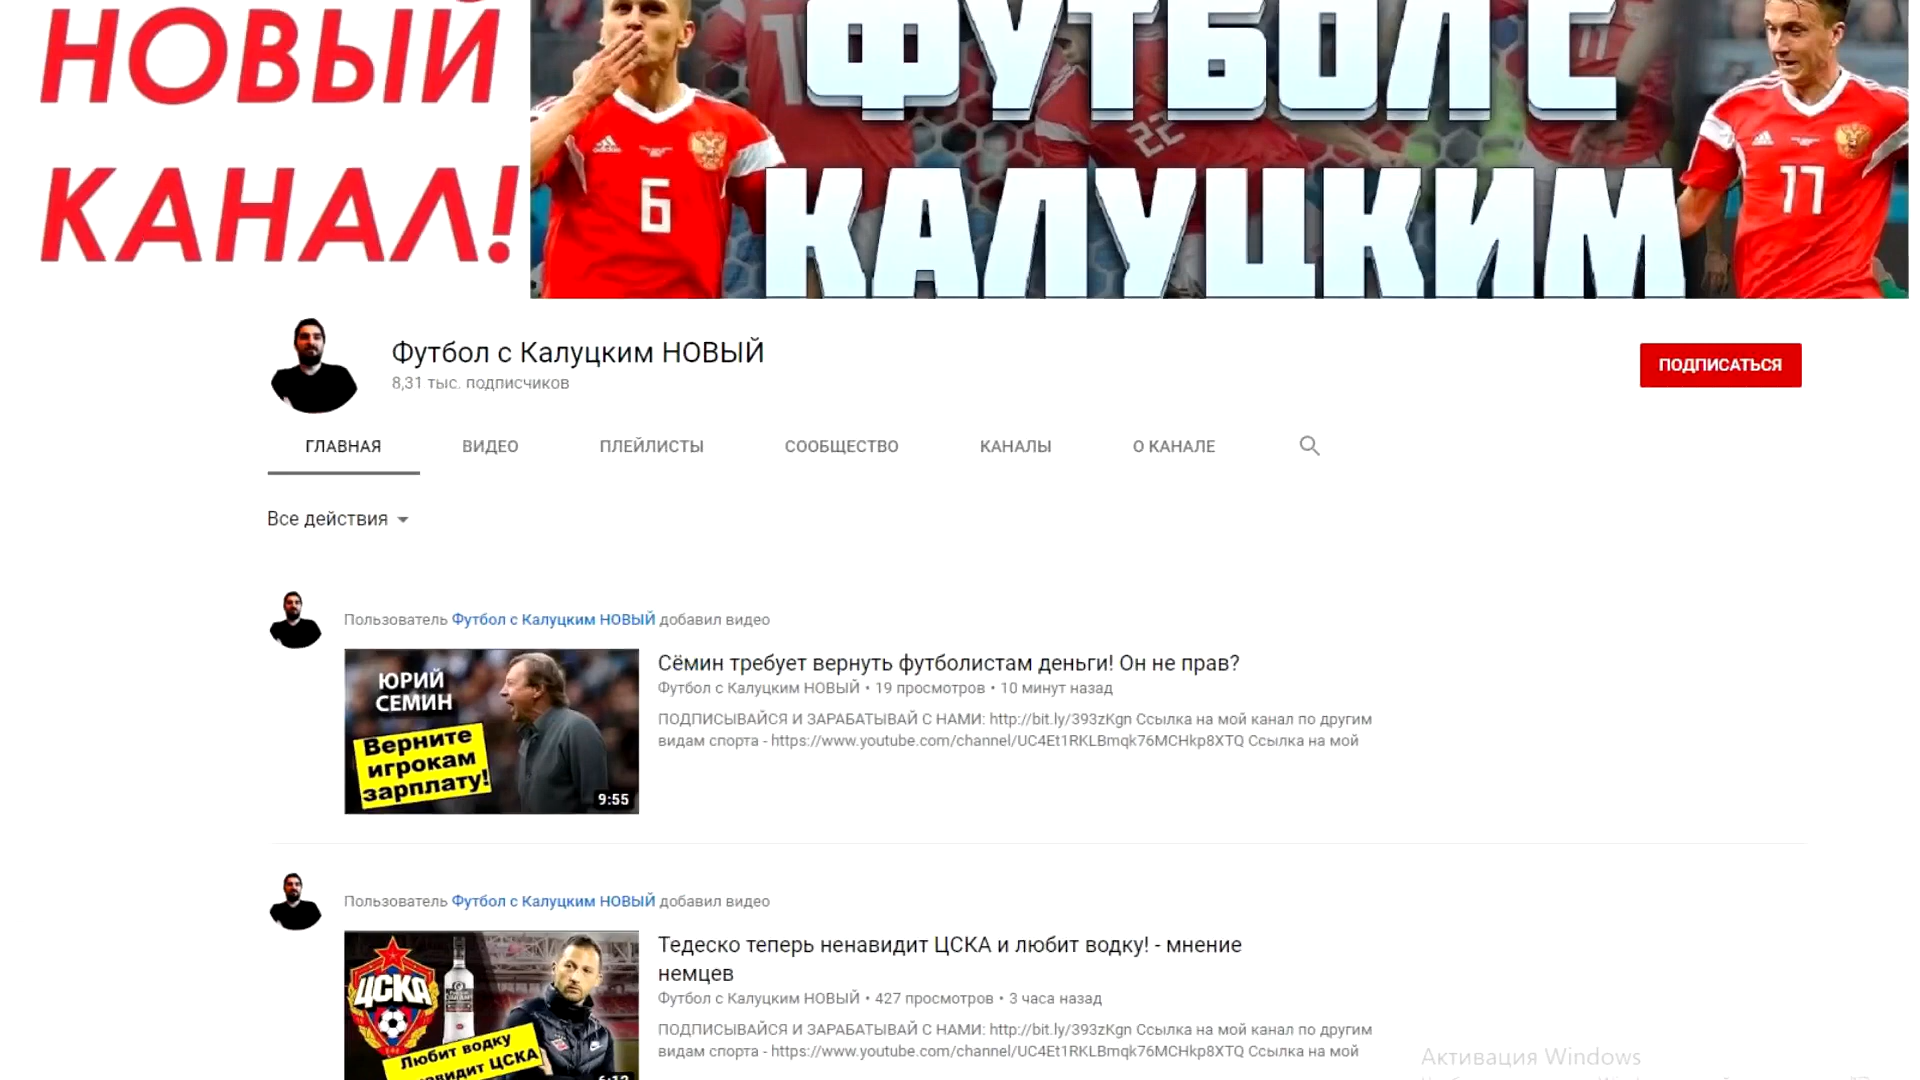 НОВЫЙ
КАНАЛ!
ФУТБОЛ С
КАЛУЦКИМ
6
22
17
Футбол с Калуцким НОВЫЙ
8,31 тыс. подписчиков
ПОДПИСАТЬСЯ
ГЛАВНАЯ ВИДЕО ПЛЕЙЛИСТЫ СООБЩЕСТВО КАНАЛЫ О КАНАЛЕ
Все действия
Пользователь Футбол с Калуцким НОВЫЙ добавил видео
ЮРИЙ
СЕМИН
Верните
игрокам
зарплату!
9:55
Сёмин требует вернуть футболистам деньги! Он не прав?
Футбол с Калуцким НОВЫЙ • 19 просмотров • 10 минут назад
ПОДПИСЫВАЙСЯ И ЗАРАБАТЫВАЙ С НАМИ: http://bit.ly/393zKgn Ссылка на мой канал по другим
видам спорта - https://www.youtube.com/channel/UC4Et1RKLBmqk76MCHkp8XTQ Ссылка на мой
Пользователь Футбол с Калуцким НОВЫЙ добавил видео
ЦСКА
Любит водку
ЦСКА
Тедеско теперь ненавидит ЦСКА и любит водку! - мнение
немцев
Футбол с Калуцким НОВЫЙ • 427 просмотров • 3 часа назад
ПОДПИСЫВАЙСЯ И ЗАРАБАТЫВАЙ С НАМИ: http://bit.ly/393zKgn Ссылка на мой канал по другим
видам спорта - https://www.youtube.com/channel/UC4Et1RKLBmqk76MCHkp8XTQ Ссылка на мой
Активация Windows